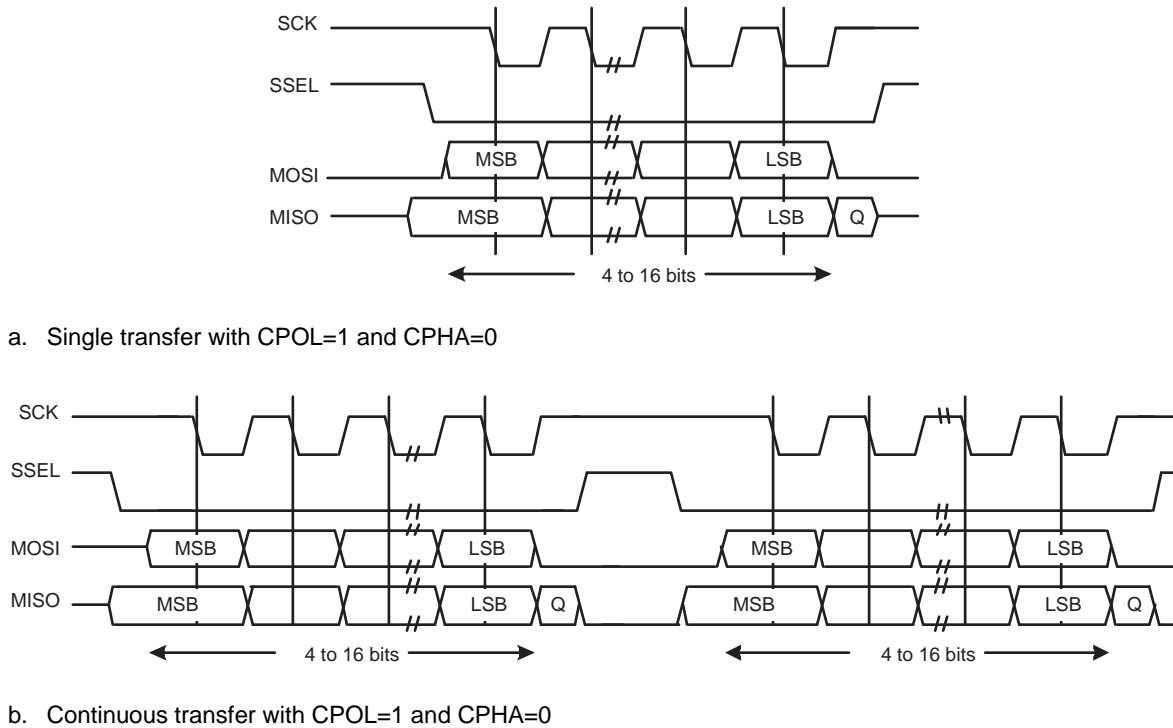 SCK
SSEL
MOSI MSB LSB
MISO MSB LSB Q
4 to 16 bits
a. Single transfer with CPOL=1 and CPHA=0
SCK
SSEL
MOSI MSB LSB MSB LSB
MISO MSB LSB Q MSB LSB Q
4 to 16 bits 4 to 16 bits
b. Continuous transfer with CPOL=1 and CPHA=0